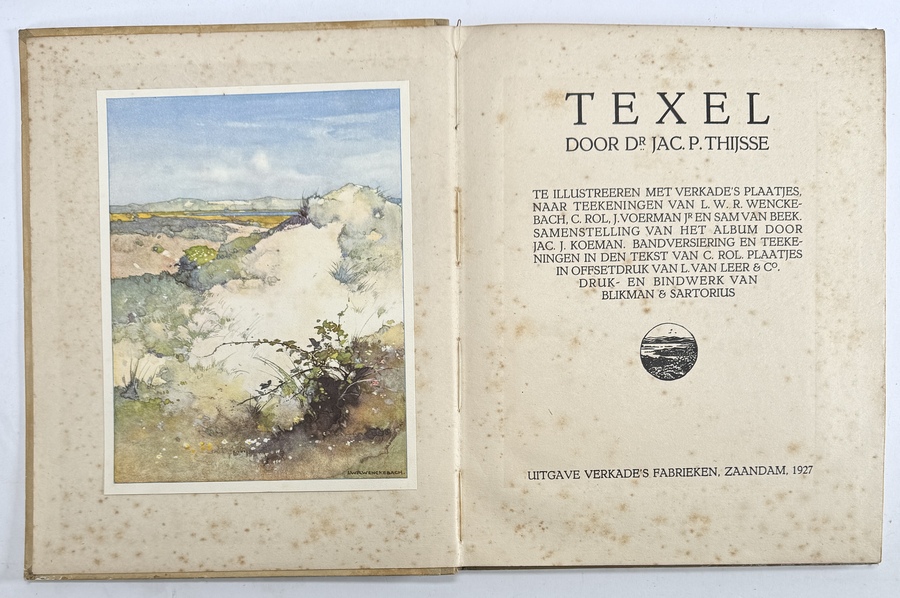 L.W.R.WENCKEBACH.
TEXEL
DOOR DR. JAC. P. THIJSSE
TE ILLUSTREEREN MET VERKADE'S PLAATJES,
NAAR TEEKENINGEN VAN L. W. R. WENCKE-
BACH, C. ROL, J. VOERMAN JR EN SAM VAN BEEK.
SAMENSTELLING VAN HET ALBUM DOOR
JAC. J. KOEMAN. BANDVERSIERING EN TEEKE-
NINGEN IN DEN TEKST VAN C. ROL. PLAATJES
IN OFFSETDRUK VAN L. VAN LEER & Co.
DRUK- EN BINDWERK VAN
BLIKMAN & SARTORIUS
UITGAVE VERKADE'S FABRIEKEN, ZAANDAM, 1927